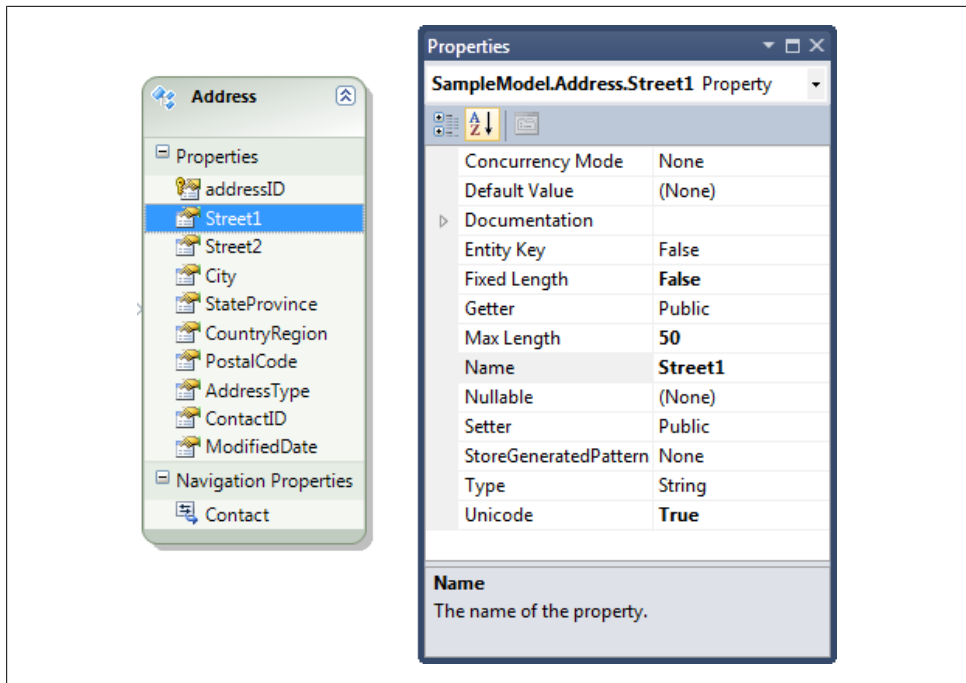 Address
Properties
addressID
Street1
Street2
City
StateProvince
CountryRegion
PostalCode
AddressType
ContactID
ModifiedDate
Navigation Properties
Contact
Properties
SampleModel.Address.Street1 Property
Concurrency Mode None
Default Value (None)
Documentation
Entity Key False
Fixed Length False
Getter Public
Max Length 50
Name Street1
Nullable (None)
Setter Public
StoreGeneratedPattern None
Type String
Unicode True
Name
The name of the property.